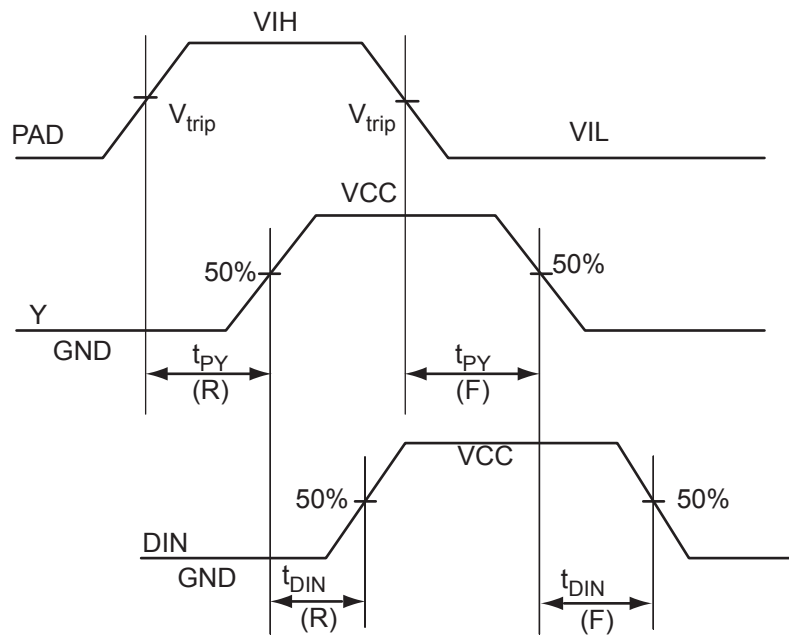 VIH
PAD
Vtrip
Vtrip
VIL
VCC
50%
50%
Y
GND
tPY
(R)
tPY
(F)
VCC
50%
50%
DIN
GND
tDIN
(R)
tDIN
(F)